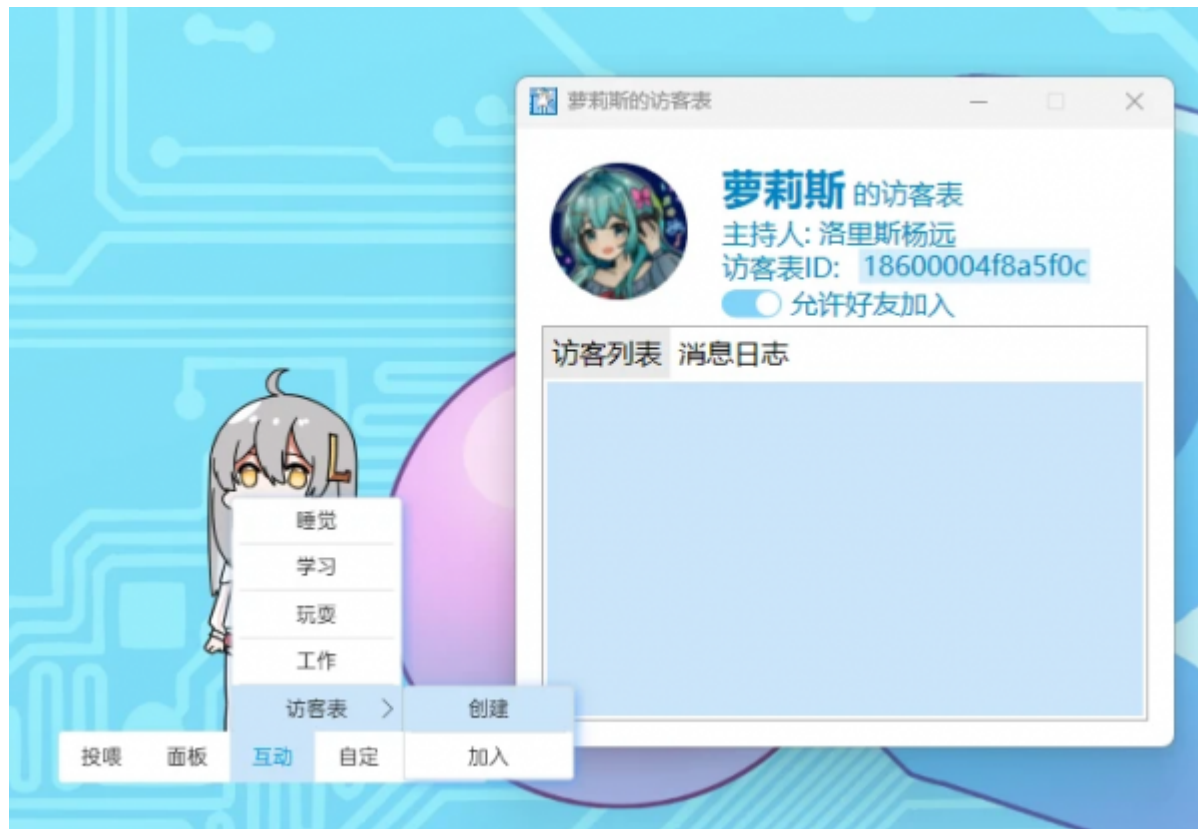 萝莉斯的访客表
萝莉斯 的访客表
主持人: 洛里斯杨远
访客表ID: 18600004f8a5f0c
允许好友加入
访客列表 消息日志
睡觉
学习
玩耍
工作
访客表 创建
投喂 面板 互动 自定 加入